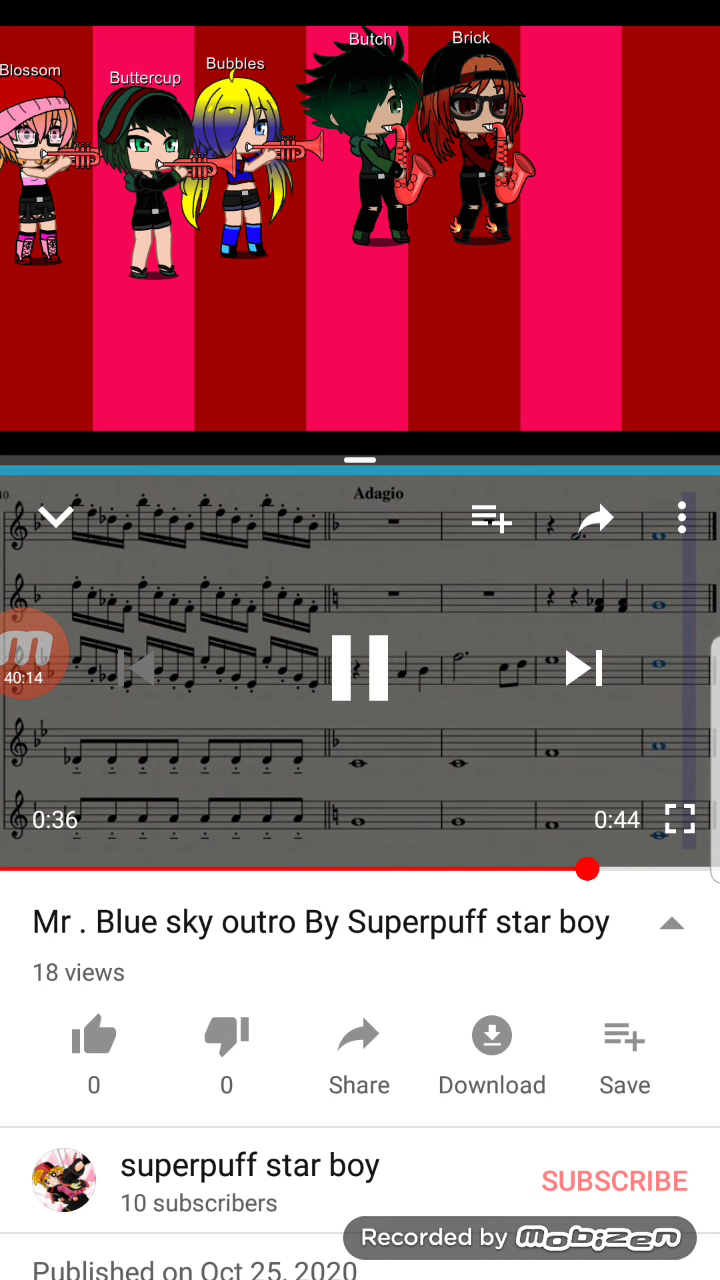 Blossom
Buttercup
Bubbles
Butch
Brick
10
Adagio
40:14
0:36
0:44
Mr . Blue sky outro By Superpuff star boy
18 views
0
0
Share
Download
Save
superpuff star boy
10 subscribers
SUBSCRIBE
Recorded by mobizen
Published on Oct 25, 2020